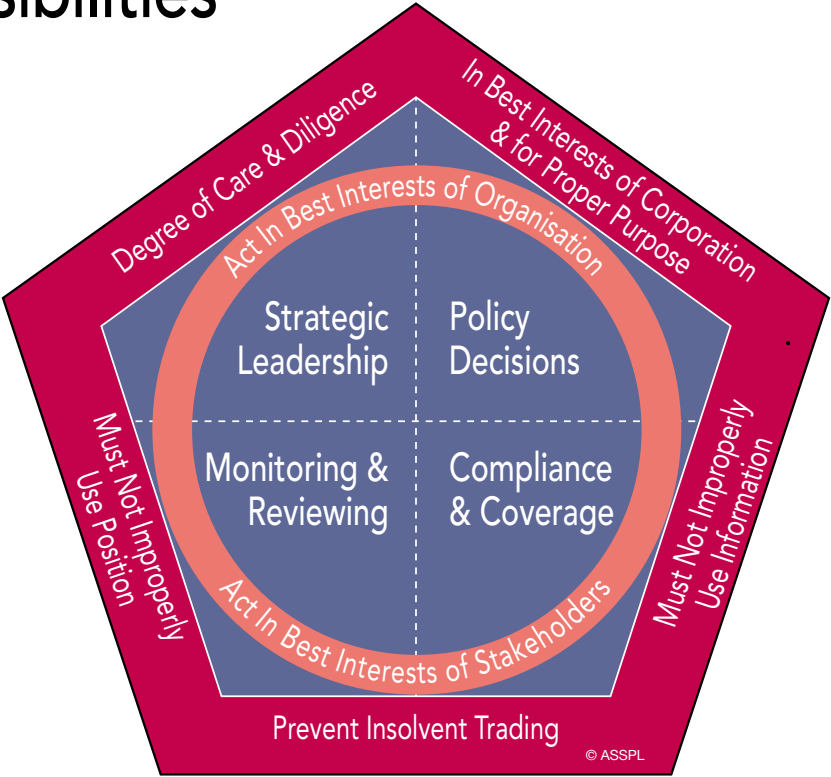 Degree of Care & Diligence
In Best Interests of Corporation
& for Proper Purpose
Act In Best Interests of Organisation
Strategic
Leadership
Policy
Decisions
Monitoring &
Reviewing
Compliance
& Coverage
Must Not Improperly
Use Position
Must Not Improperly
Use Information
Act In Best Interests of Stakeholders
Prevent Insolvent Trading
© ASSPL